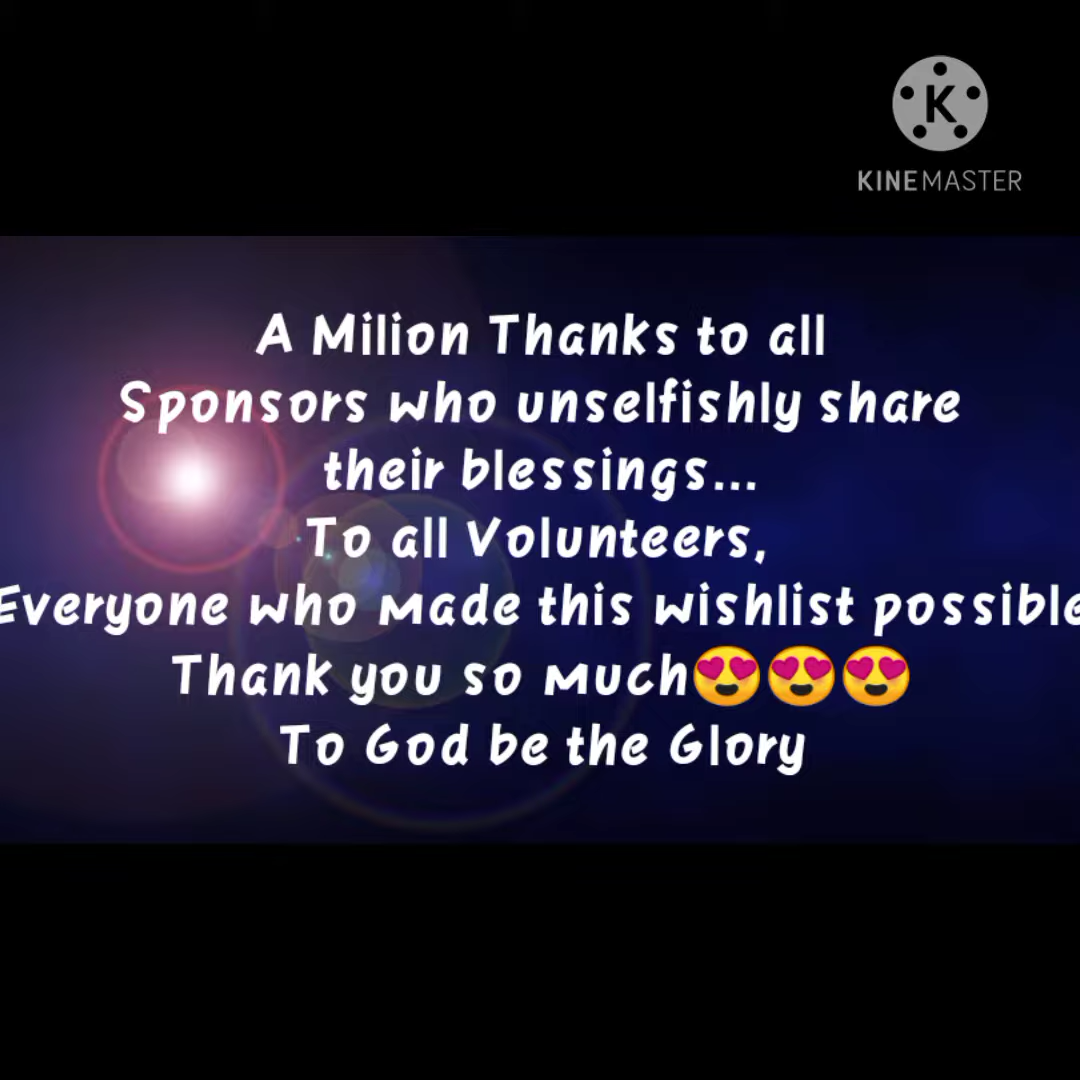 K
KINEMASTER
A Milion Thanks to all
Sponsors who unselfishly share
their blessings...
To all Volunteers,
Everyone who made this wishlist possible
Thank you so much😍😍😍
To God be the Glory